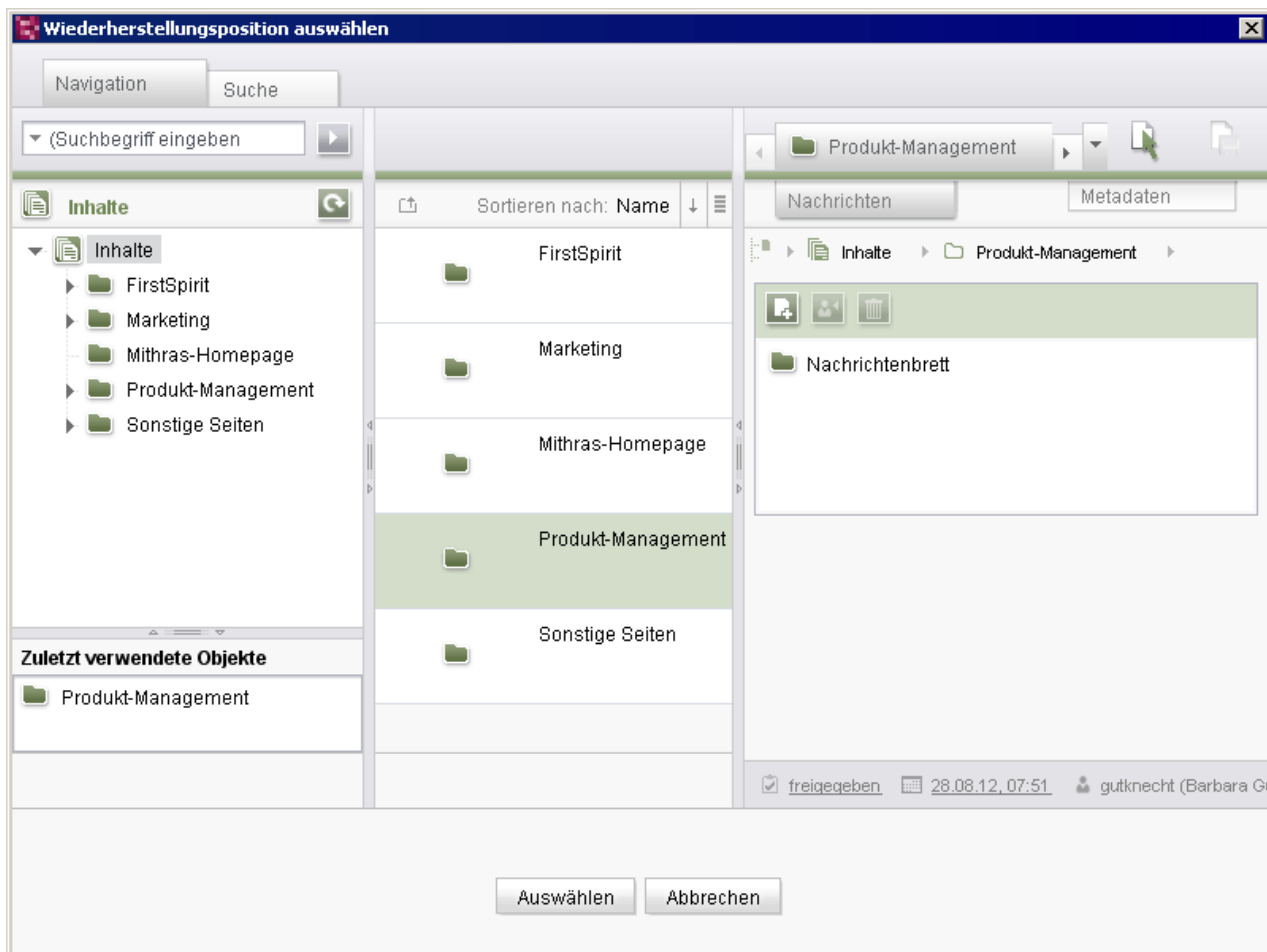 Wiederherstellungsposition auswählen
Navigation
Suche
(Suchbegriff eingeben
Inhalte
Inhalte
FirstSpirit
Marketing
Mithras-Homepage
Produkt-Management
Sonstige Seiten
Zuletzt verwendete Objekte
Produkt-Management
Sortieren nach: Name
FirstSpirit
Marketing
Mithras-Homepage
Produkt-Management
Sonstige Seiten
Produkt-Management
Nachrichten
Metadaten
Inhalte Produkt-Management
Nachrichtenbrett
freigegeben 28.08.12, 07:51 gutknecht (Barbara
Auswählen Abbrechen